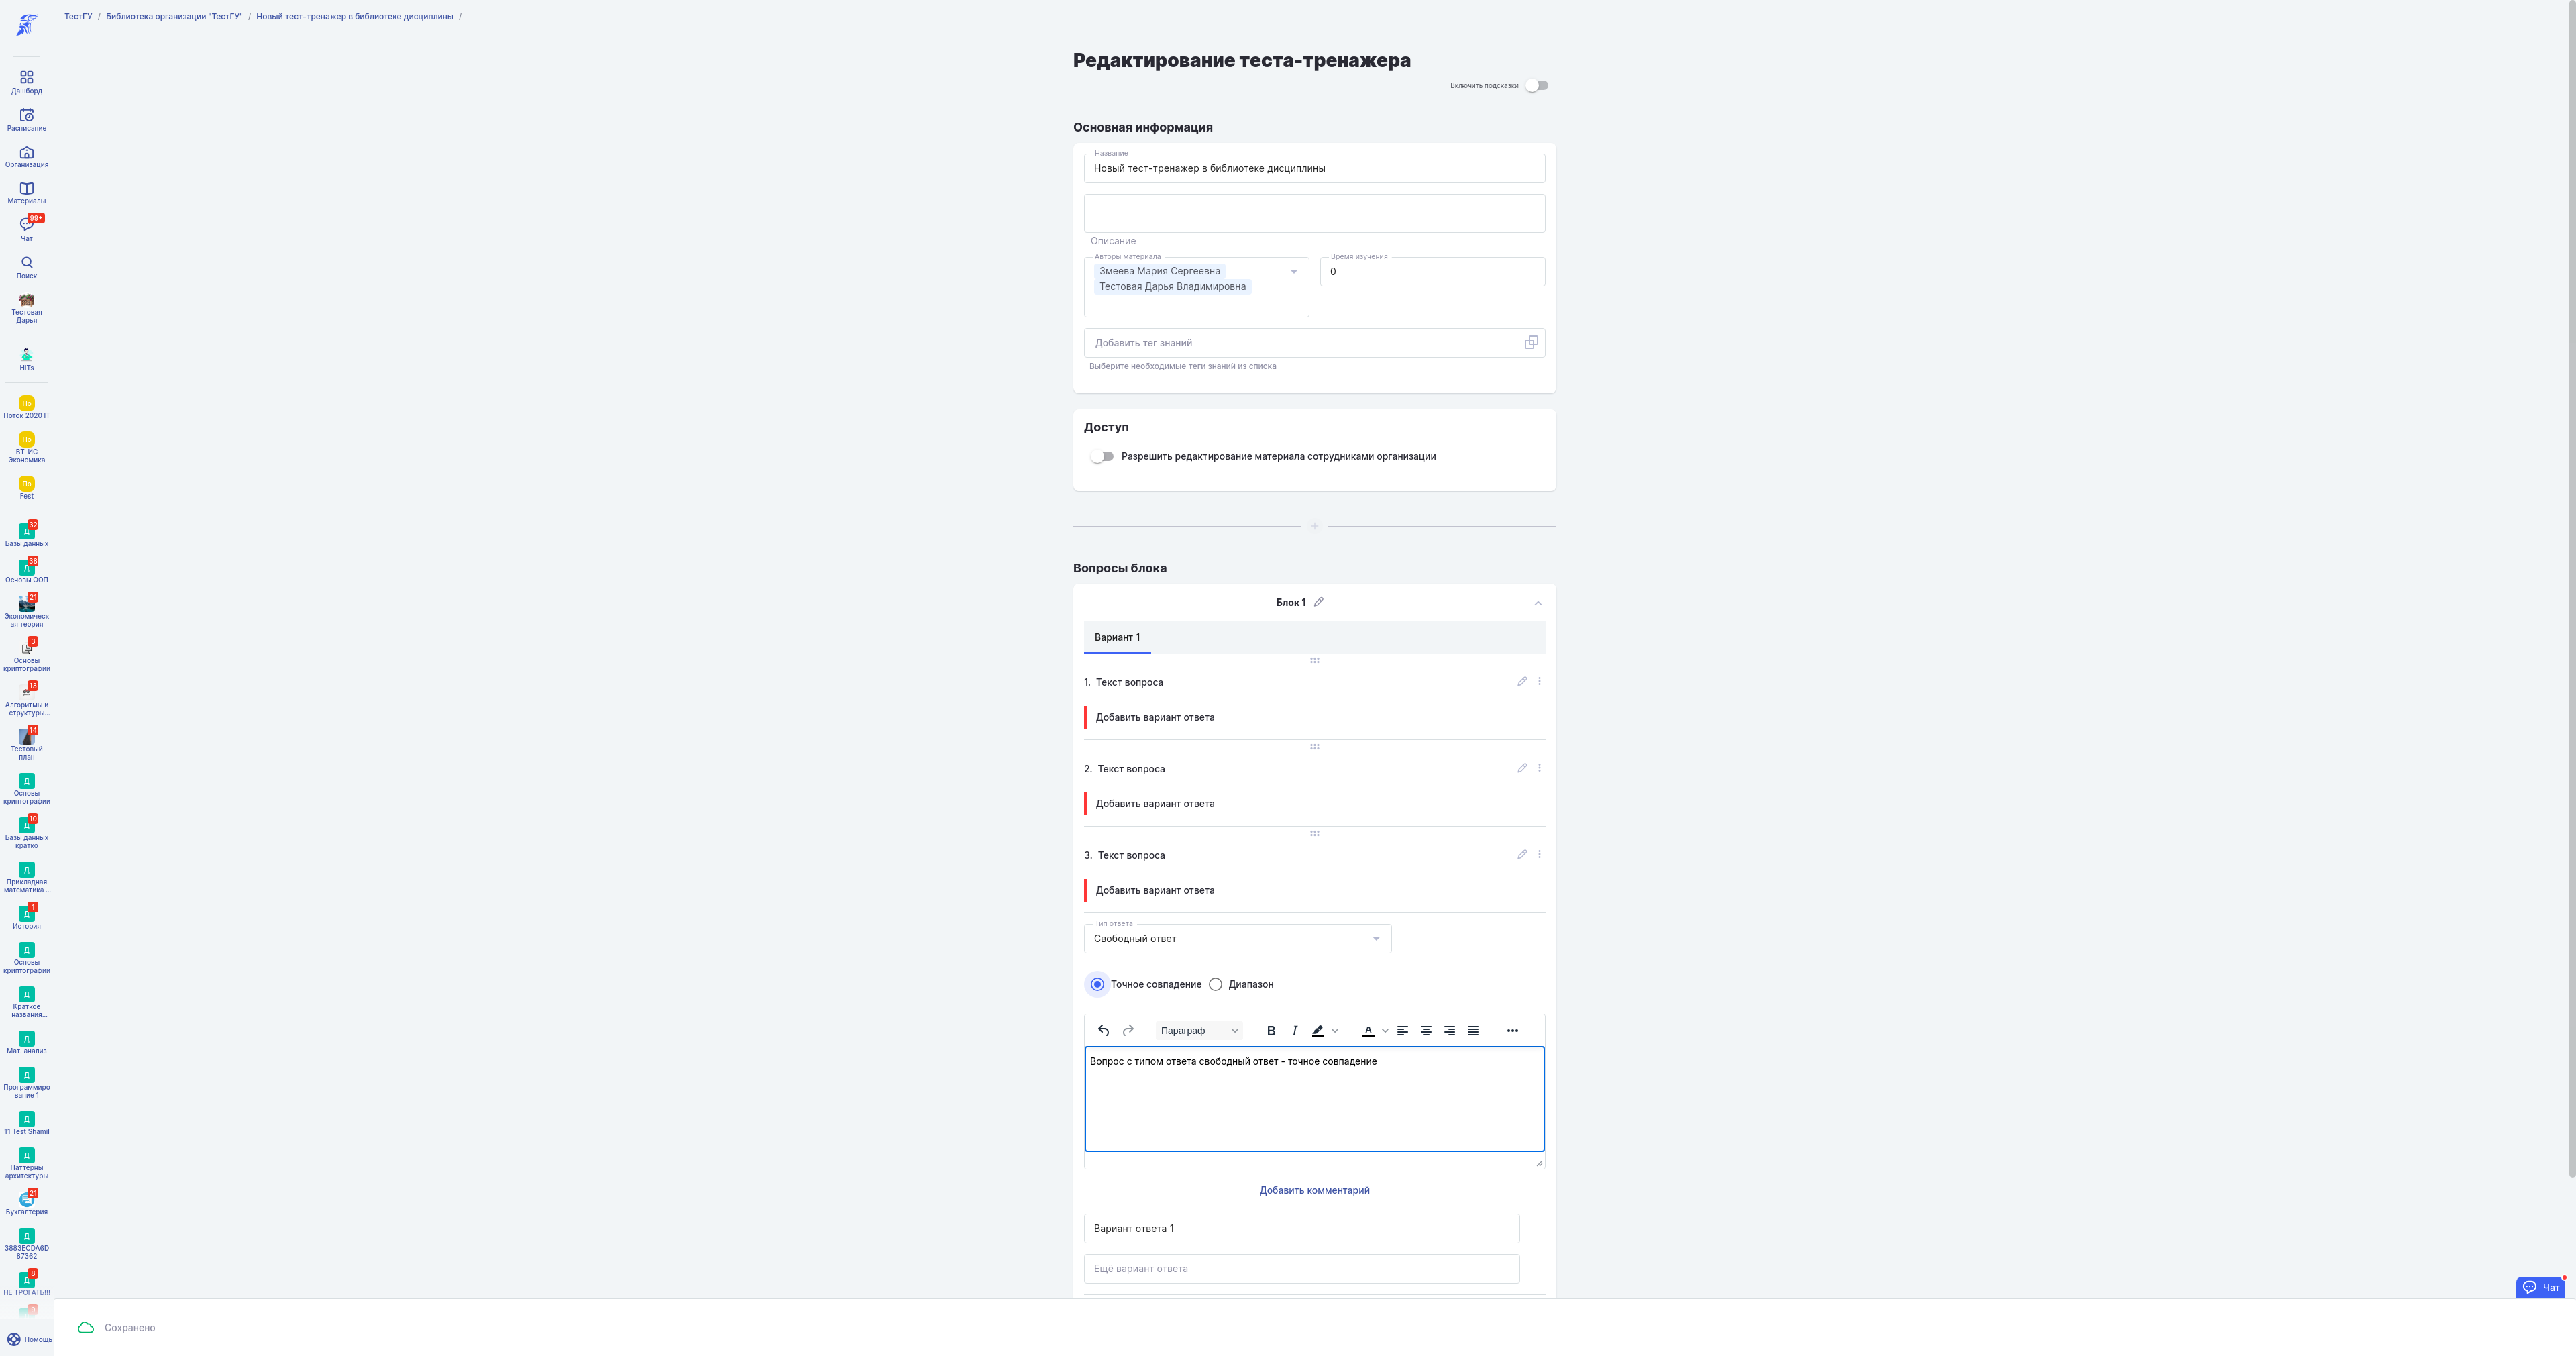 ТестГУ / Библиотека организации "ТестГУ" / Новый тест-тренажер в библиотеке дисциплины /
Дашборд
Расписание
Организация
Материалы
99+
Чат
Поиск
Тестовая
Дарья
HITs
По
Поток 2020 IT
По
ВТ-ИС
Экономика
По
Fest
32
Д
Базы данных
38
Д
Основы ООП
21
Экономическ
ая теория
3
Основы
криптографии
13
Алгоритмы и
структуры...
14
Тестовый
план
Д
Основы
криптографии
10
Д
Базы данных
кратко
Д
Прикладная
математика ...
1
Д
История
Д
Основы
криптографии
Д
Краткое
названия...
Д
Мат. анализ
Д
Программиро
вание 1
Д
11 Test Shamil
Д
Паттерны
архитектуры
21
Бухгалтерия
Д
3883ECDA6D
87362
8
Д
НЕ ТРОГАТЬ!!!
Помощь
Редактирование теста-тренажера
Включить подсказки
Основная информация
Название
Новый тест-тренажер в библиотеке дисциплины
Описание
Авторы материала
Змеева Мария Сергеевна
Тестовая Дарья Владимировна
Время изучения
0
Добавить тег знаний
Выберите необходимые теги знаний из списка
Доступ
Разрешить редактирование материала сотрудниками организации
Вопросы блока
Блок 1
Вариант 1
1. Текст вопроса
Добавить вариант ответа
2. Текст вопроса
Добавить вариант ответа
3. Текст вопроса
Добавить вариант ответа
Тип ответа
Свободный ответ
Точное совпадение Диапазон
Параграф B I A
Вопрос с типом ответа свободный ответ - точное совпадение
Добавить комментарий
Вариант ответа 1
Ещё вариант ответа
Чат
Сохранено